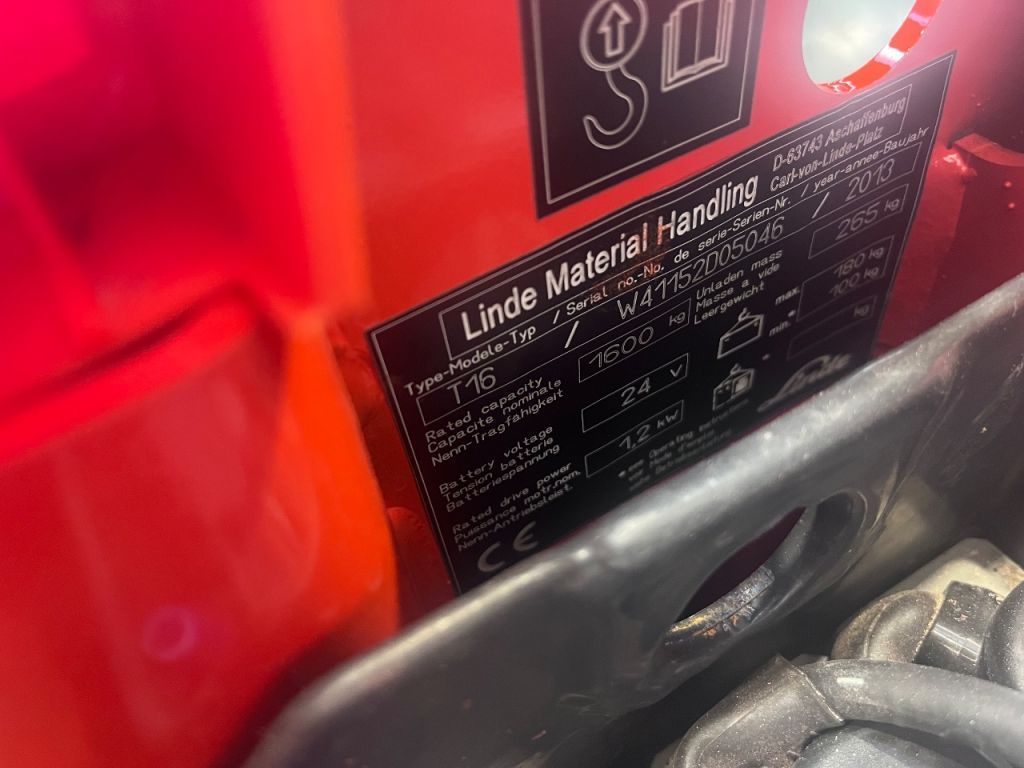 Linde Material Handling
D-63743 Aschaffenburg
Carl-von-Linde-Platz
Type-Modele-Typ / Serial no.-No. de serie-Serien-Nr. / year-annee-Baujahr
T16 / W41152D05046 / 2013
Rated capacity
Capacite nominale
Nenn-Tragfähigkeit
1600 kg
Unladen mass
Masse a vide
Leergewicht
265 kg
Battery voltage
Tension batterie
Batteriespannung
24 V
max. 180 kg
min. 100 kg
Rated drive power
Puissance motr.nom.
Nenn-Antriebsleist.
1,2 kW
kg
Linde
CE